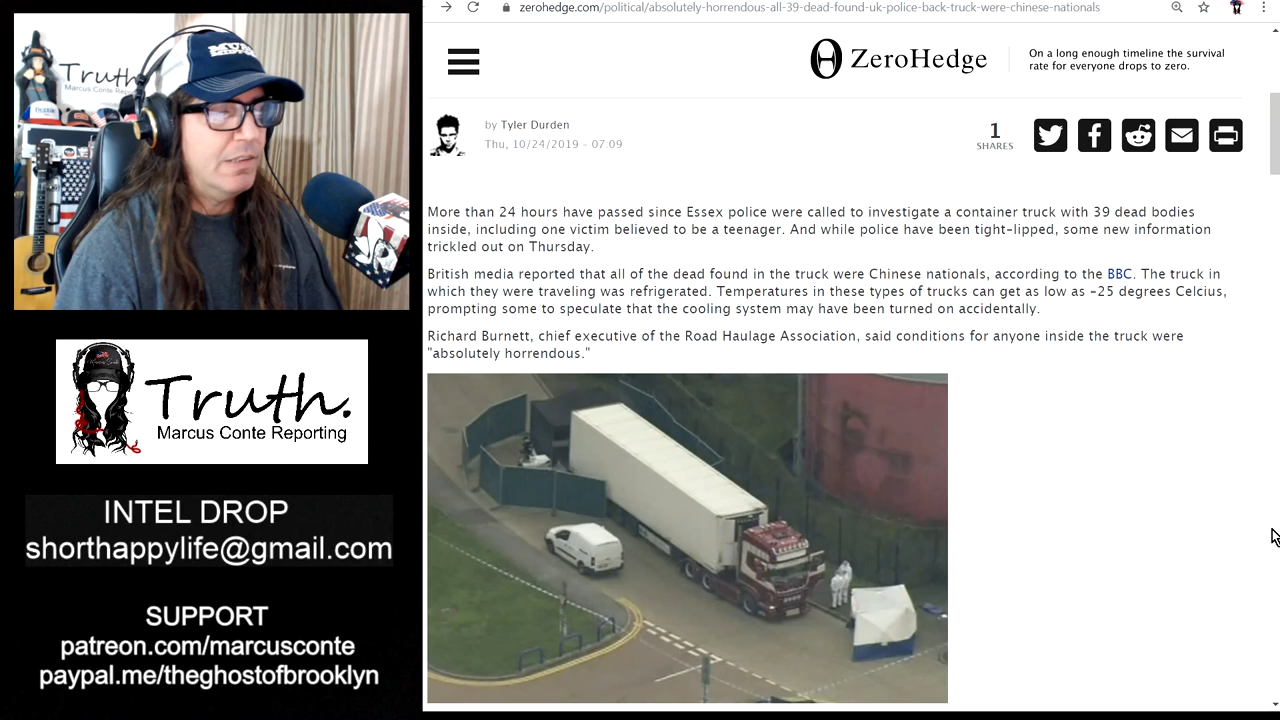 zerohedge.com/political/absolutely-horrendous-all-39-dead-found-uk-police-back-truck-were-chinese-nationals
Truth.
Marcus Conte Reporting
ZeroHedge
On a long enough timeline the survival
rate for everyone drops to zero.
by Tyler Durden
Thu, 10/24/2019 - 07:09
1
SHARES
More than 24 hours have passed since Essex police were called to investigate a container truck with 39 dead bodies
inside, including one victim believed to be a teenager. And while police have been tight-lipped, some new information
trickled out on Thursday.
British media reported that all of the dead found in the truck were Chinese nationals, according to the BBC. The truck in
which they were traveling was refrigerated. Temperatures in these types of trucks can get as low as -25 degrees Celcius,
prompting some to speculate that the cooling system may have been turned on accidentally.
Richard Burnett, chief executive of the Road Haulage Association, said conditions for anyone inside the truck were
"absolutely horrendous."
Truth.
Marcus Conte Reporting
INTEL DROP
shorthappylife@gmail.com
SUPPORT
patreon.com/marcusconte
paypal.me/theghostofbrooklyn